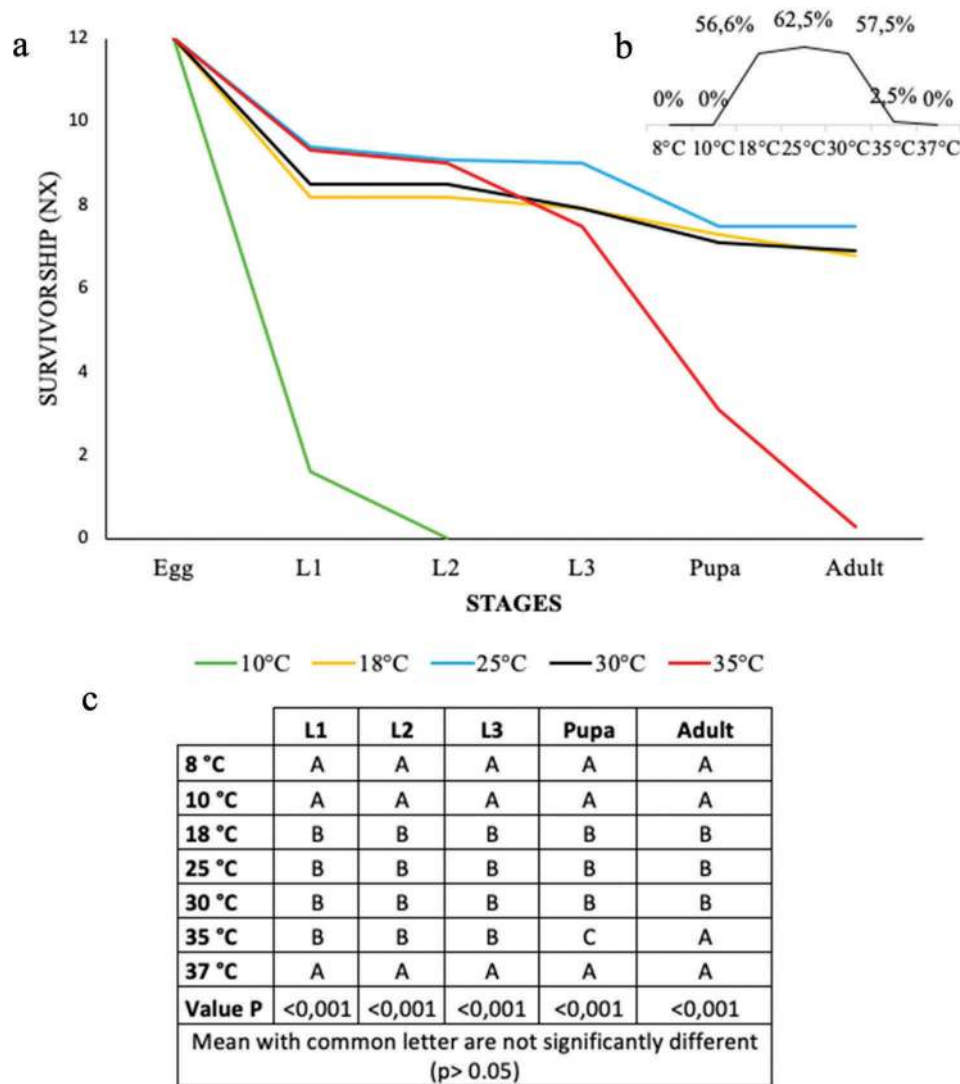 a
SURVIVORSHIP (NX)
12
10
8
6
4
2
0
Egg L1 L2 L3 Pupa Adult
STAGES
10°C 18°C 25°C 30°C 35°C
b
56,6% 62,5% 57,5%
0% 0% 2,5% 0%
8°C 10°C 18°C 25°C 30°C 35°C 37°C
c
L1 L2 L3 Pupa Adult
8 °C A A A A A
10 °C A A A A A
18 °C B B B B B
25 °C B B B B B
30 °C B B B B B
35 °C B B B C A
37 °C A A A A A
Value P <0,001 <0,001 <0,001 <0,001 <0,001
Mean with common letter are not significantly different
(p> 0.05)